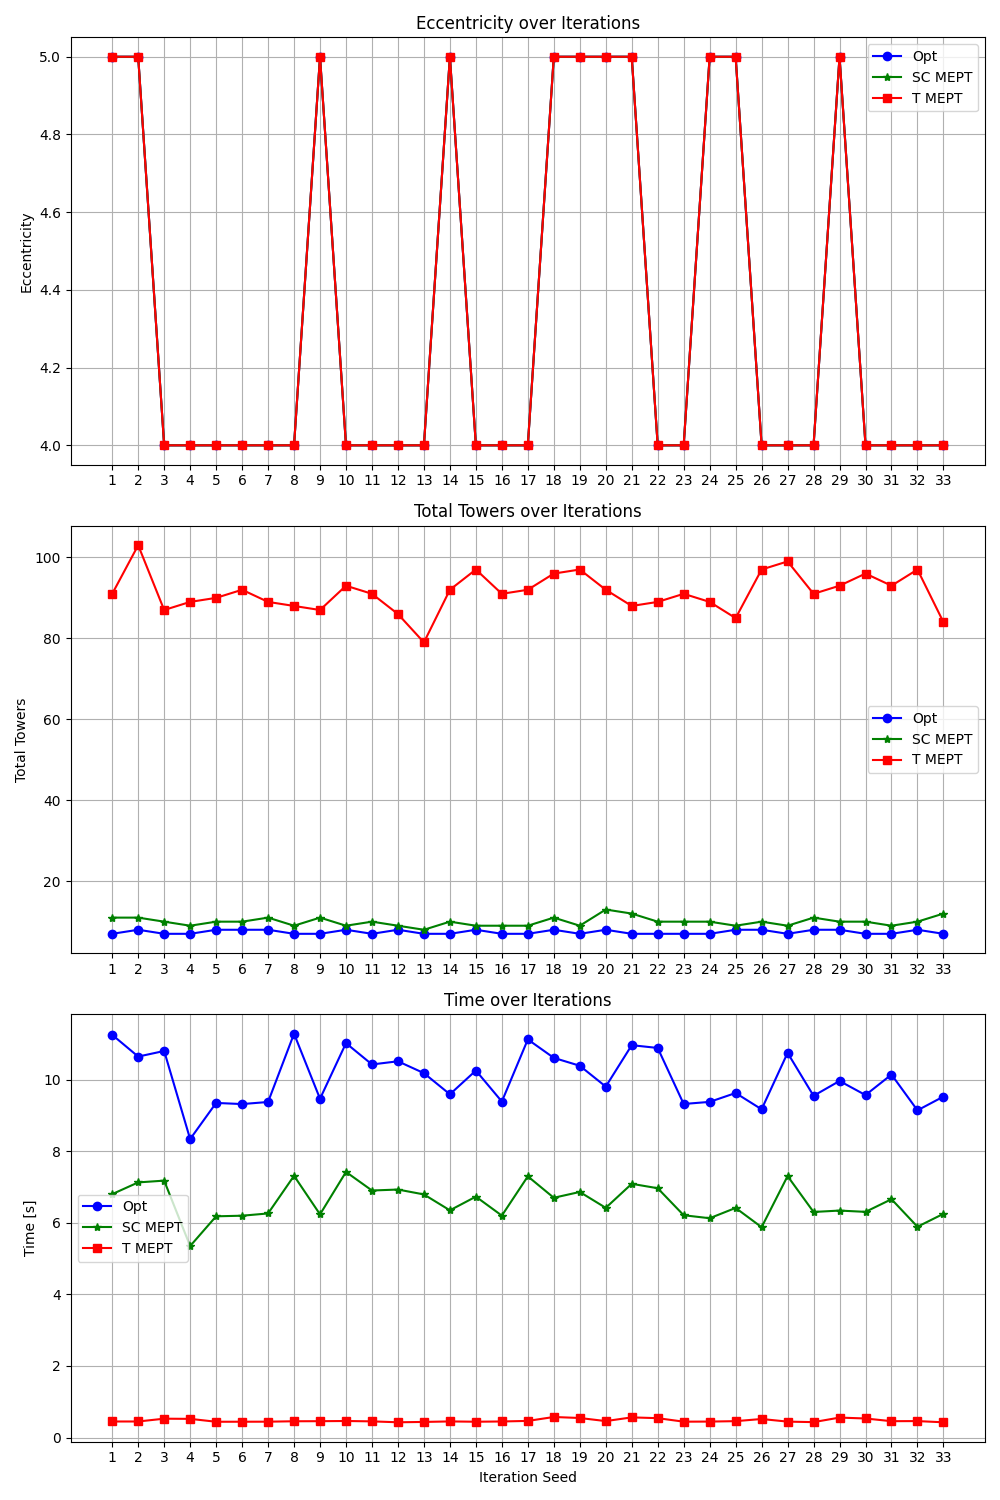 Eccentricity over Iterations
Eccentricity
5.0
4.8
4.6
4.4
4.2
4.0
Opt
SC MEPT
T MEPT
1 2 3 4 5 6 7 8 9 10 11 12 13 14 15 16 17 18 19 20 21 22 23 24 25 26 27 28 29 30 31 32 33
Total Towers over Iterations
Total Towers
100
80
60
40
20
Opt
SC MEPT
T MEPT
1 2 3 4 5 6 7 8 9 10 11 12 13 14 15 16 17 18 19 20 21 22 23 24 25 26 27 28 29 30 31 32 33
Time over Iterations
Time [s]
10
8
6
4
2
0
Opt
SC MEPT
T MEPT
1 2 3 4 5 6 7 8 9 10 11 12 13 14 15 16 17 18 19 20 21 22 23 24 25 26 27 28 29 30 31 32 33
Iteration Seed